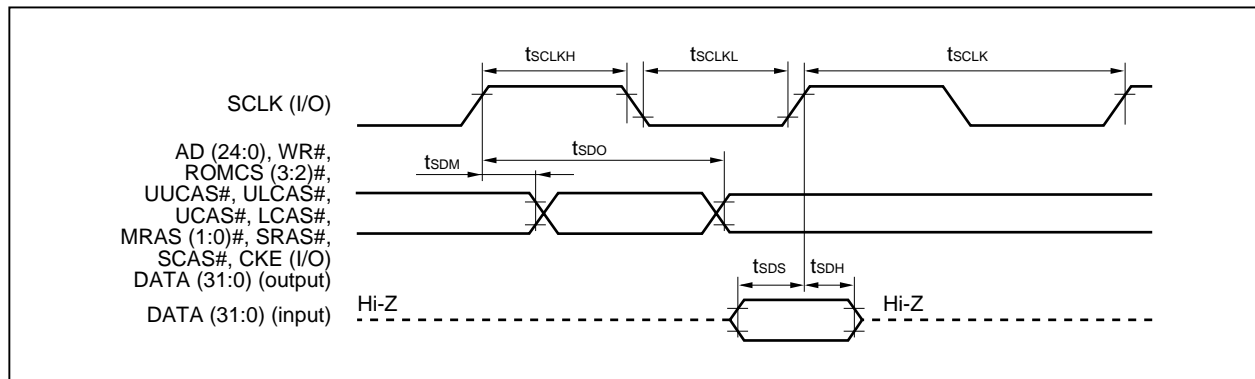 tSCLKH
tSCLKL
tSCLK
SCLK (I/O)
AD (24:0), WR#,
ROMCS (3:2)#,
UUCAS#, ULCAS#,
UCAS#, LCAS#,
MRAS (1:0)#, SRAS#,
SCAS#, CKE (I/O)
DATA (31:0) (output)
tSDM
tSDO
tSDS
tSDH
DATA (31:0) (input)
Hi-Z
Hi-Z